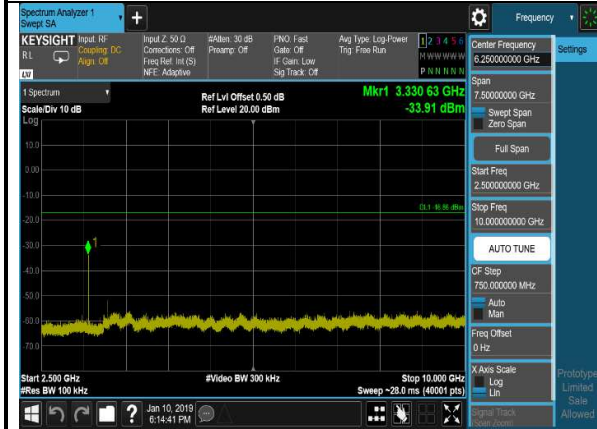 Spectrum Analyzer 1
Swept SA
+
Frequency
KEYSIGHT
R L
LXI
Input: RF
Coupling: DC
Align: Off
Input Z: 50 Ω
Corrections: Off
Freq Ref: Int (S)
NFE: Adaptive
#Atten: 30 dB
Preamp: Off
PNO: Fast
Gate: Off
IF Gain: Low
Sig Track: Off
Avg Type: Log-Power
Trig: Free Run
1 2 3 4 5 6
M W W W W W
P N N N N N
1 Spectrum
Scale/Div 10 dB
Log
Ref Lvl Offset 0.50 dB
Ref Level 20.00 dBm
Mkr1 3.330 63 GHz
-33.91 dBm
10.0
0.00
-10.0
-20.0
-30.0
-40.0
-50.0
-60.0
-70.0
1
Start 2.500 GHz
#Res BW 100 kHz
#Video BW 300 kHz
Stop 10.000 GHz
Sweep ~28.0 ms (40001 pts)
Jan 10, 2019
6:14:41 PM
?
Center Frequency
6.250000000 GHz
Settings
Span
7.50000000 GHz
Swept Span
Zero Span
Full Span
Start Freq
2.500000000 GHz
Stop Freq
10.000000000 GHz
AUTO TUNE
CF Step
750.000000 MHz
Auto
Man
Freq Offset
0 Hz
X Axis Scale
Log
Lin
Signal Track
(Span Zoom)
Prototype
Limited
Sale
Allowed